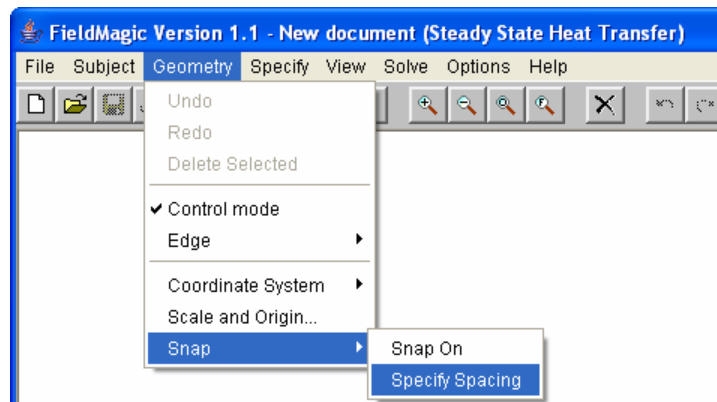 FieldMagic Version 1.1 - New document (Steady State Heat Transfer)
File Subject Geometry Specify View Solve Options Help
Undo
Redo
Delete Selected
Control mode
Edge
Coordinate System
Scale and Origin...
Snap
Snap On
Specify Spacing